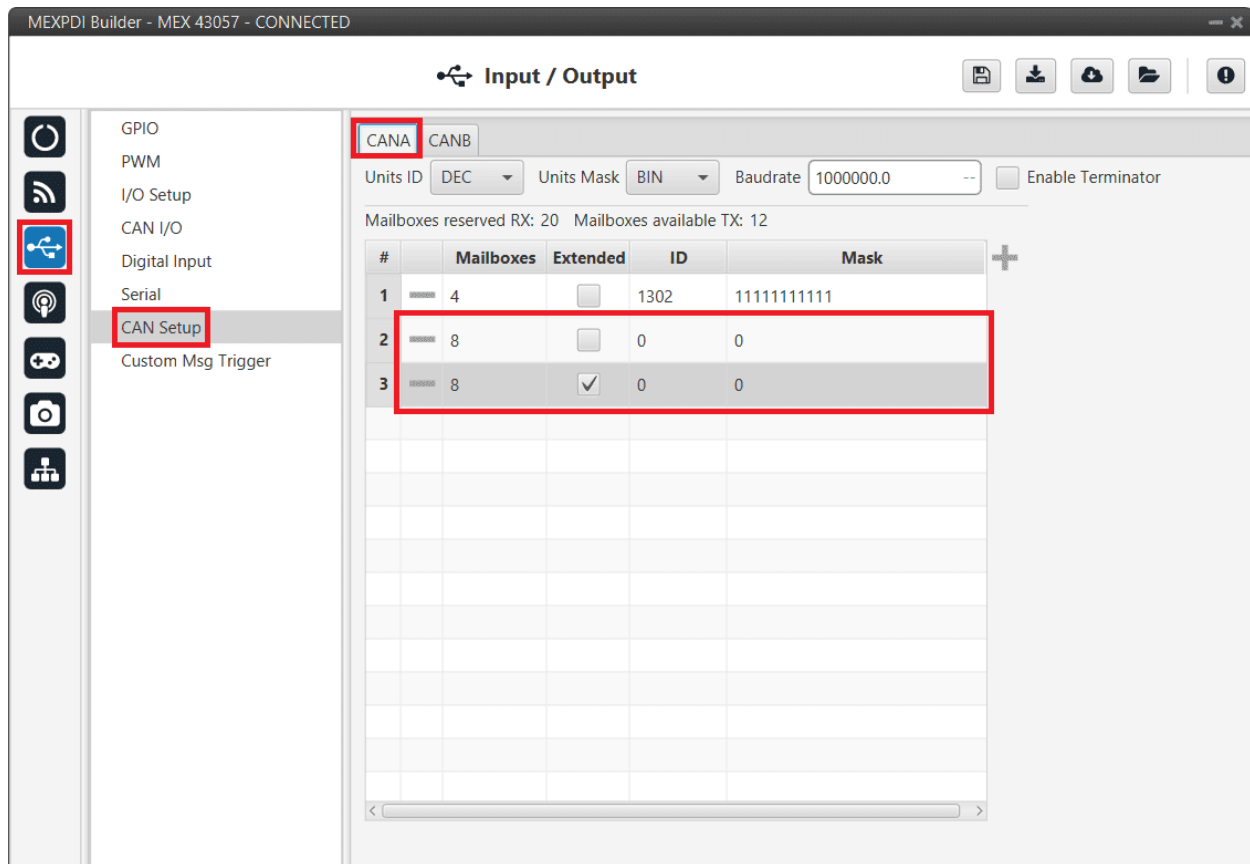 MEXPDI Builder - MEX 43057 - CONNECTED
Input / Output
GPIO
PWM
I/O Setup
CAN I/O
Digital Input
Serial
CAN Setup
Custom Msg Trigger
CANA CANB
Units ID DEC Units Mask BIN Baudrate 1000000.0 -- Enable Terminator
Mailboxes reserved RX: 20 Mailboxes available TX: 12
# Mailboxes Extended ID Mask
1 4 1302 11111111111
2 8 0 0
3 8 0 0